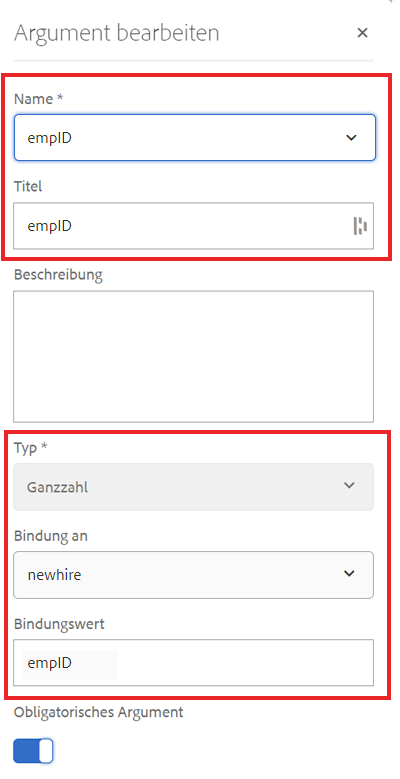 Argument bearbeiten
Name *
empID
Titel
empID
Beschreibung
Typ *
Ganzzahl
Bindung an
newhire
Bindungswert
empID
Obligatorisches Argument